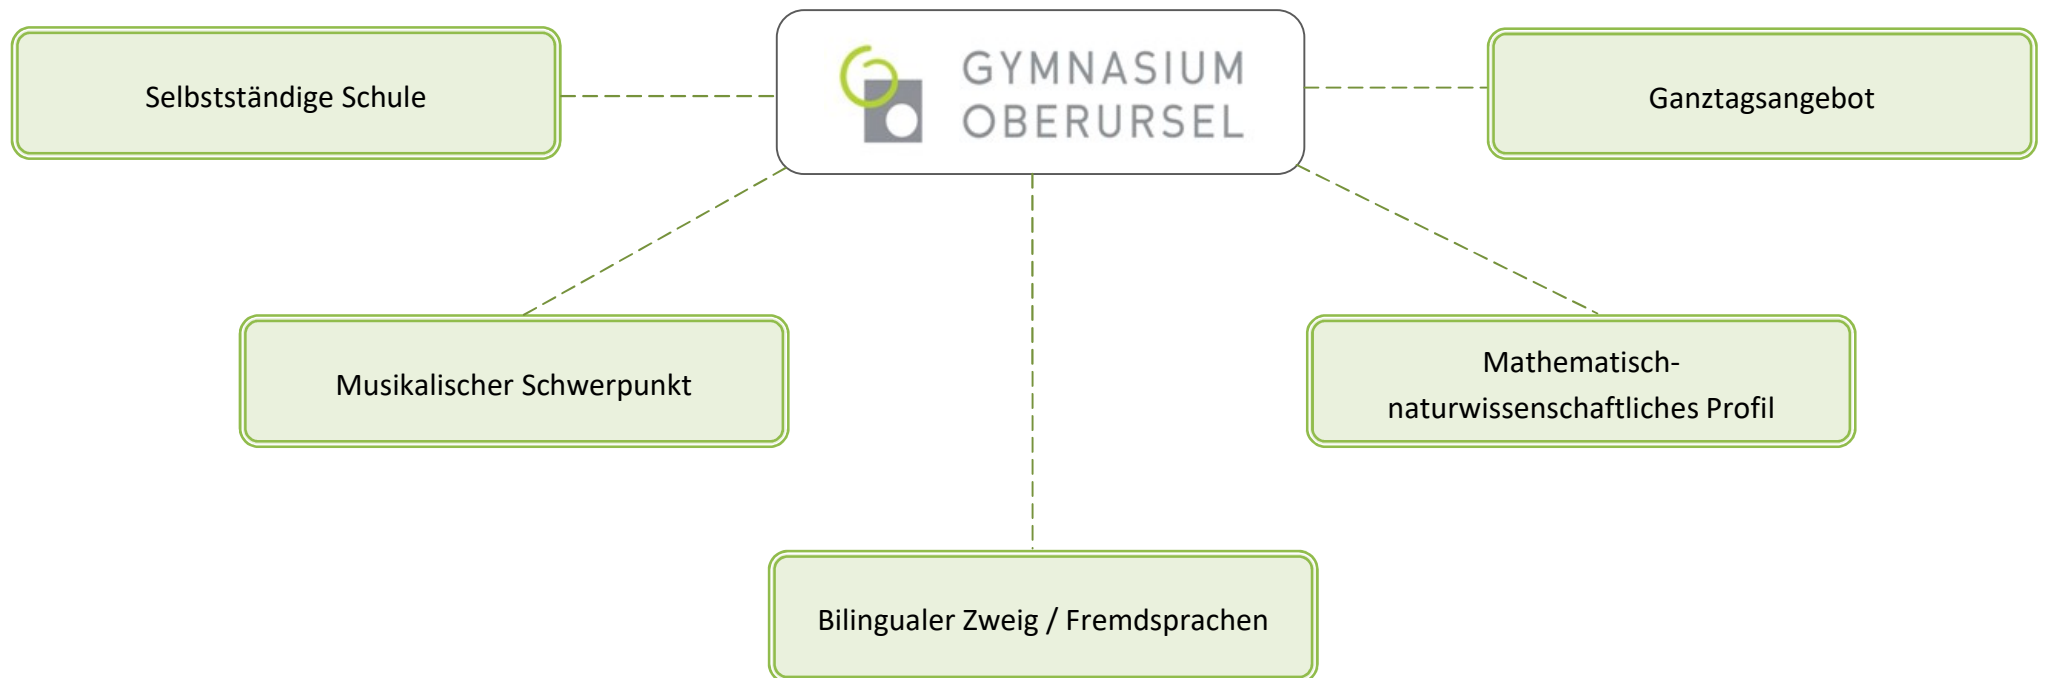 Selbstständige Schule
GYMNASIUM
OBERURSEL
Ganztagsangebot
Musikalischer Schwerpunkt
Mathematisch-
naturwissenschaftliches Profil
Bilingualer Zweig / Fremdsprachen